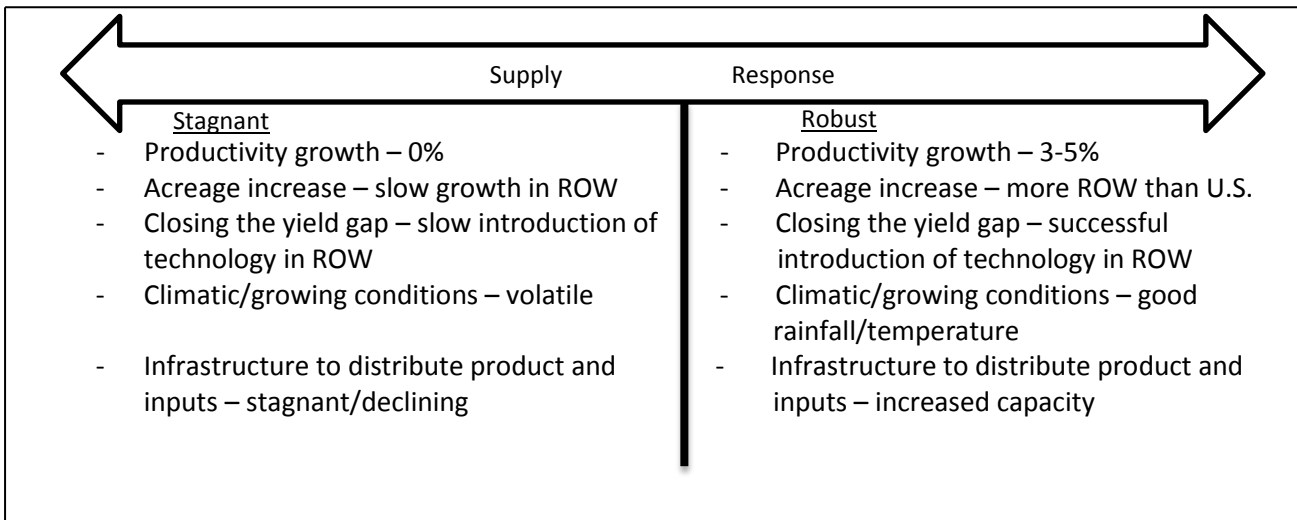 Supply Response
Stagnant
- Productivity growth – 0%
- Acreage increase – slow growth in ROW
- Closing the yield gap – slow introduction of
technology in ROW
- Climatic/growing conditions – volatile
- Infrastructure to distribute product and
inputs – stagnant/declining
Robust
- Productivity growth – 3-5%
- Acreage increase – more ROW than U.S.
- Closing the yield gap – successful
introduction of technology in ROW
- Climatic/growing conditions – good
rainfall/temperature
- Infrastructure to distribute product and
inputs – increased capacity